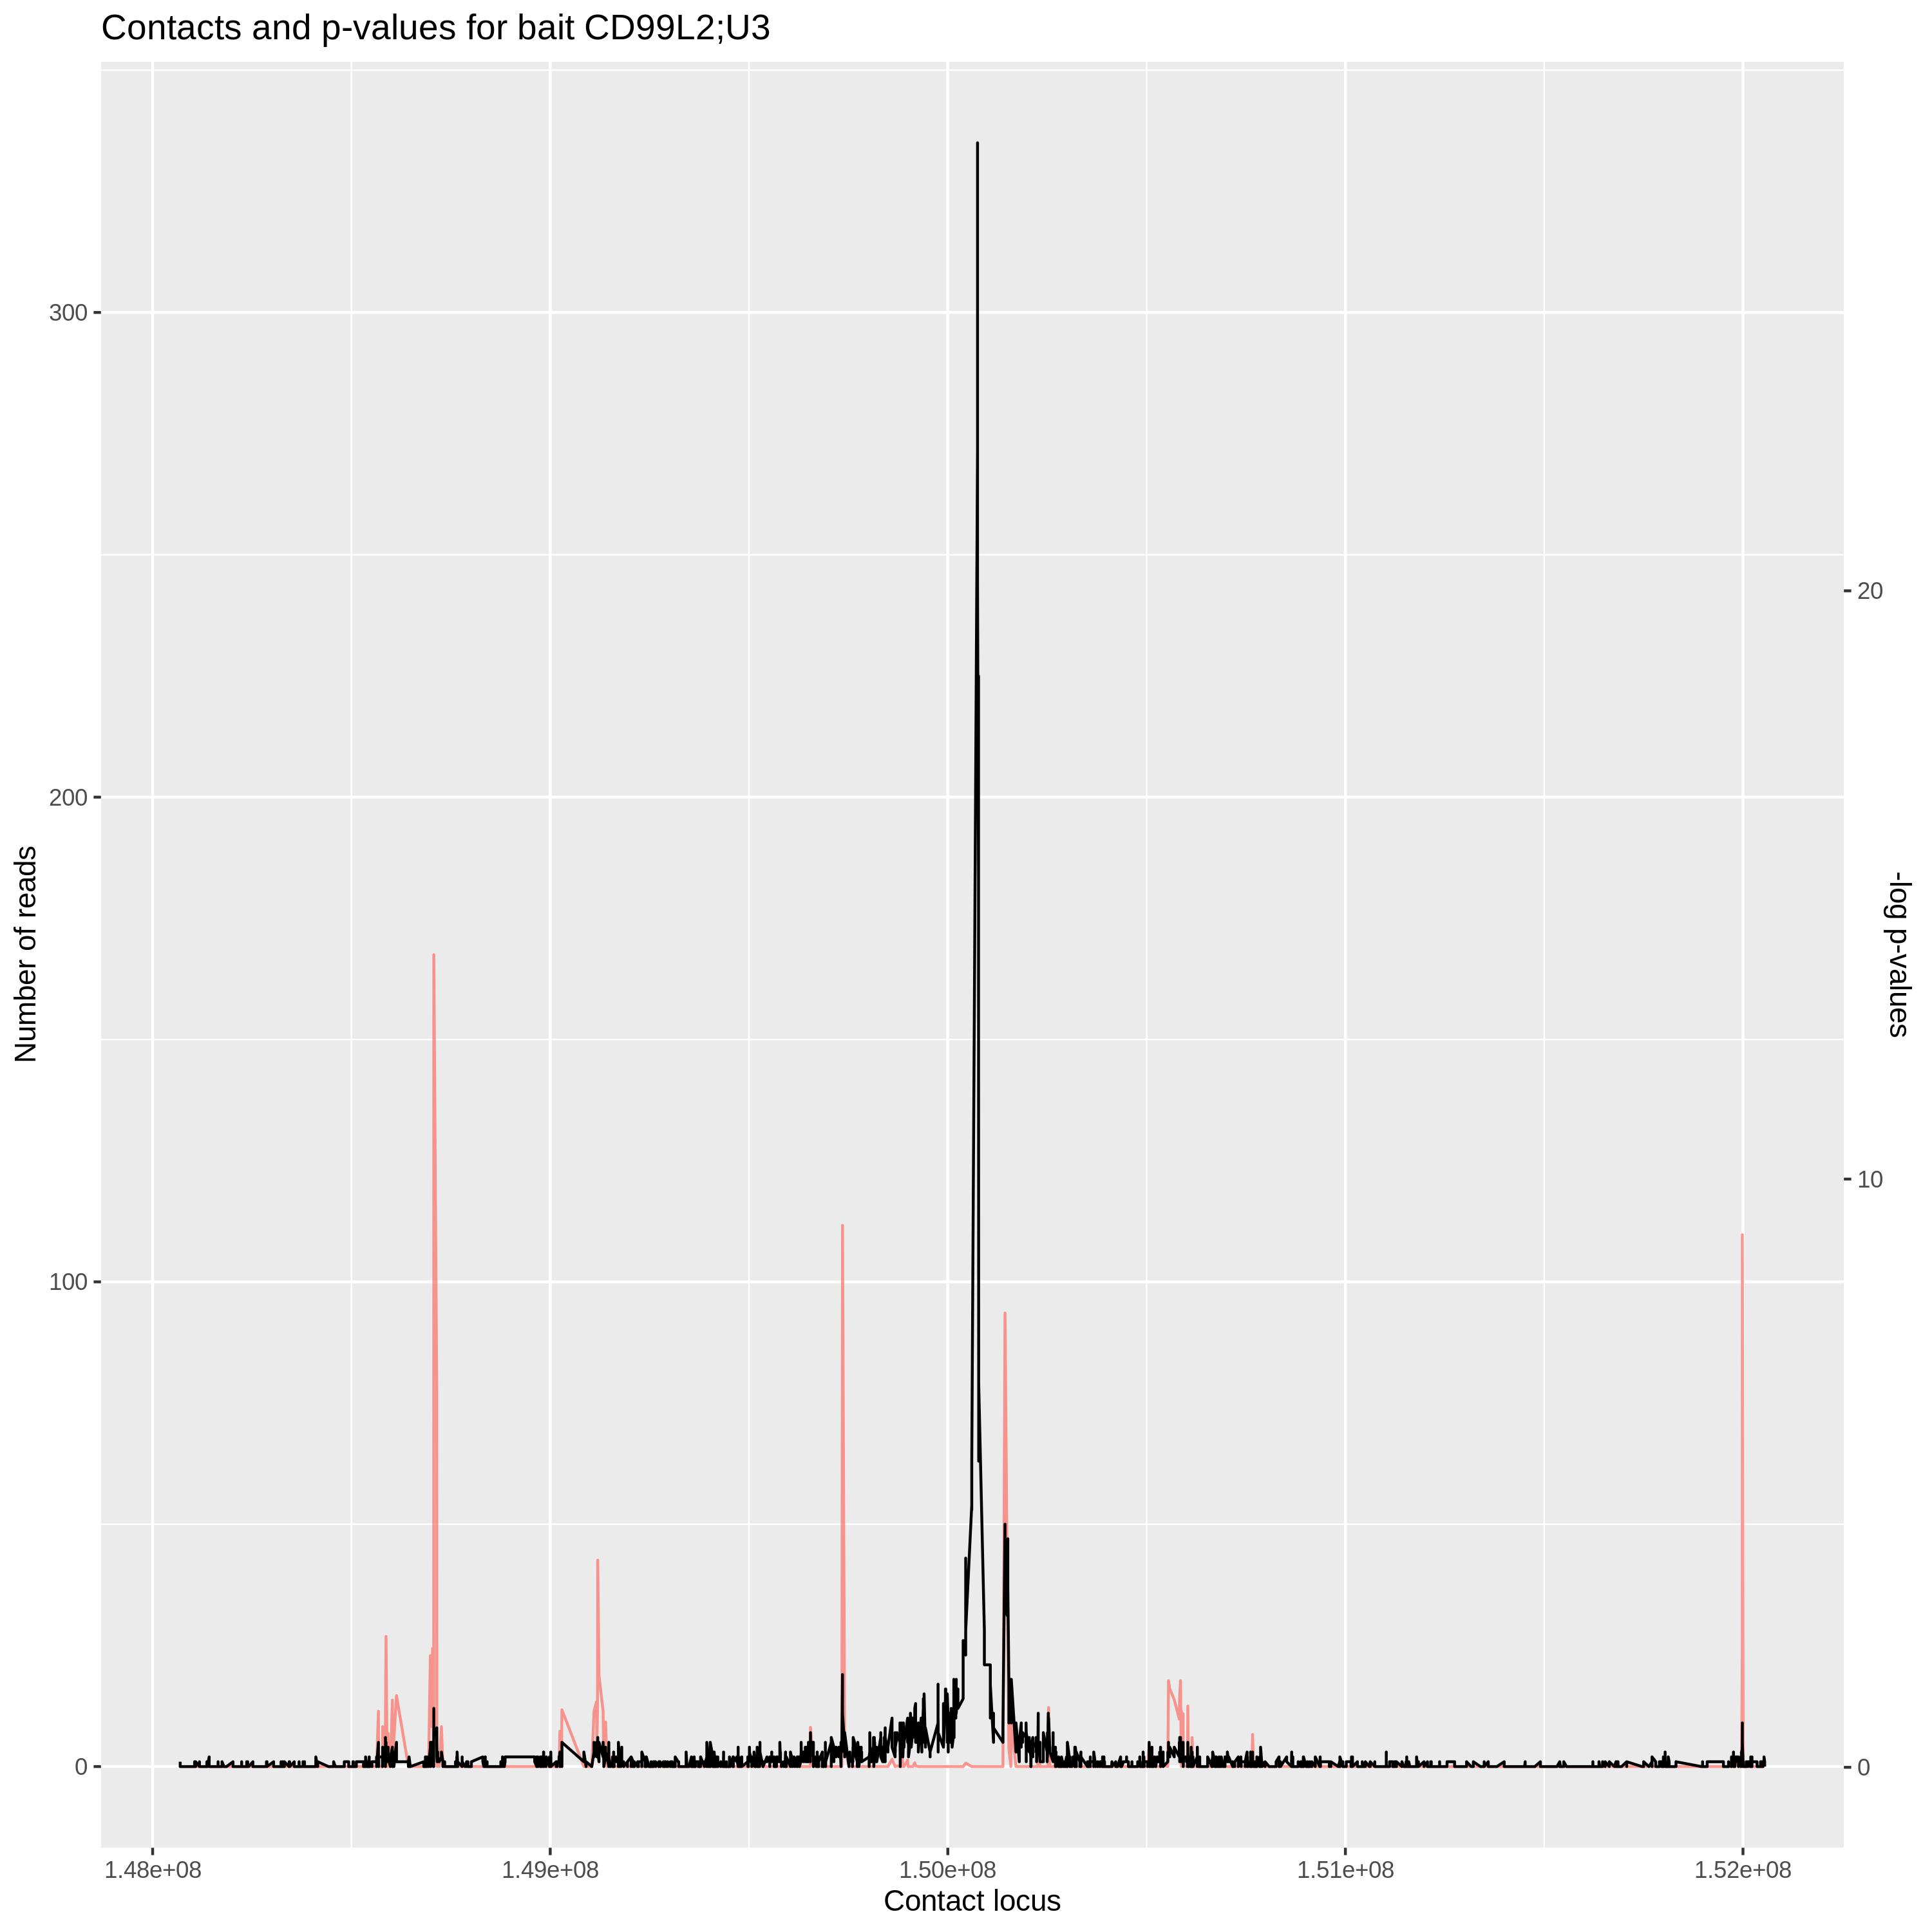 Contacts and p-values for bait CD99L2;U3
300
200
100
0
20
10
0
Number of reads
-log p-values
1.48e+08 1.49e+08 1.50e+08 1.51e+08 1.52e+08
Contact locus